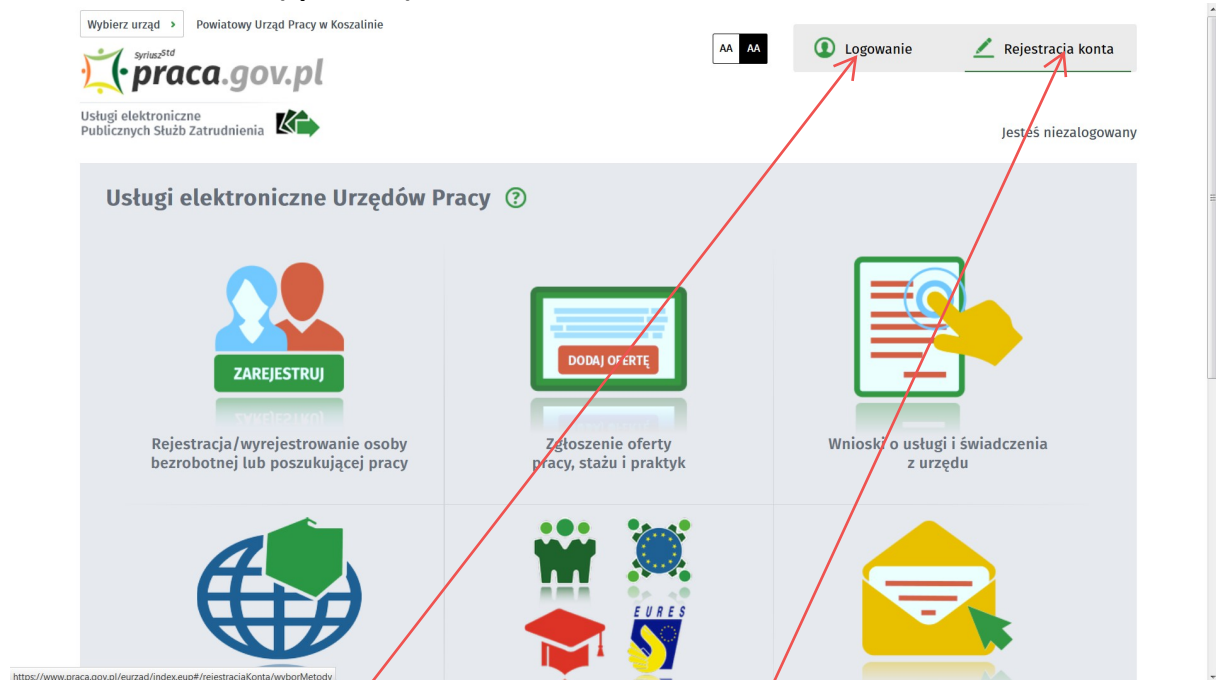 Wybierz urząd > Powiatowy Urząd Pracy w Koszalinie
AA AA
Logowanie
Rejestracja konta
Syriusz Std
praca.gov.pl
Usługi elektroniczne
Publicznych Służb Zatrudnienia
Jesteś niezalogowany
Usługi elektroniczne Urzędów Pracy ?
ZAREJESTRUJ
DODAJ OFERTĘ
Rejestracja/wyrejestrowanie osoby
bezrobotnej lub poszukującej pracy
Zgłoszenie oferty
pracy, stażu i praktyk
Wnioski o usługi i świadczenia
z urzędu
EURES
https://www.praca.gov.pl/eurzad/index.eup#/rejestracjaKonta/wyborMetody